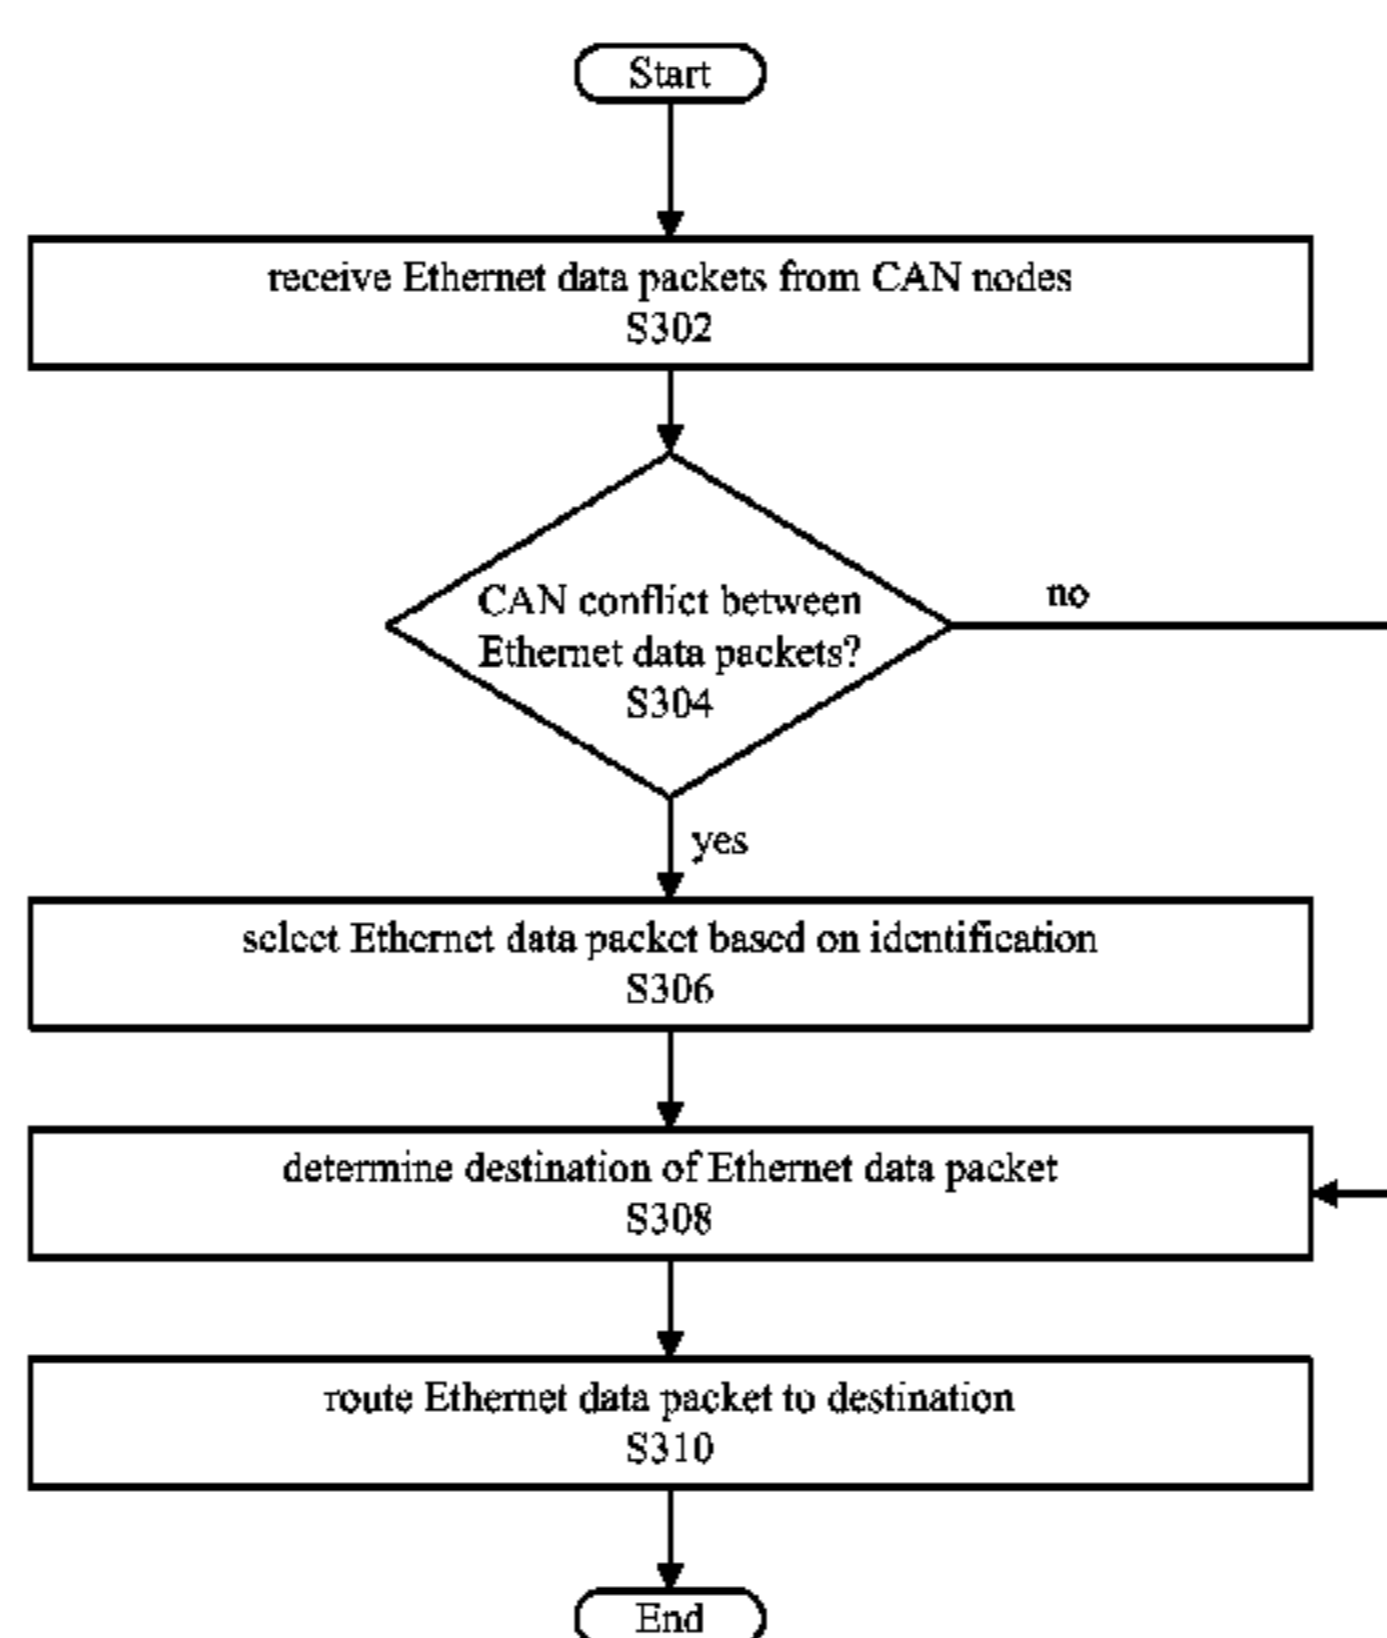 Start
receive Ethernet data packets from CAN nodes
S302
CAN conflict between
Ethernet data packets?
S304
no
yes
select Ethernet data packet based on identification
S306
determine destination of Ethernet data packet
S308
route Ethernet data packet to destination
S310
End